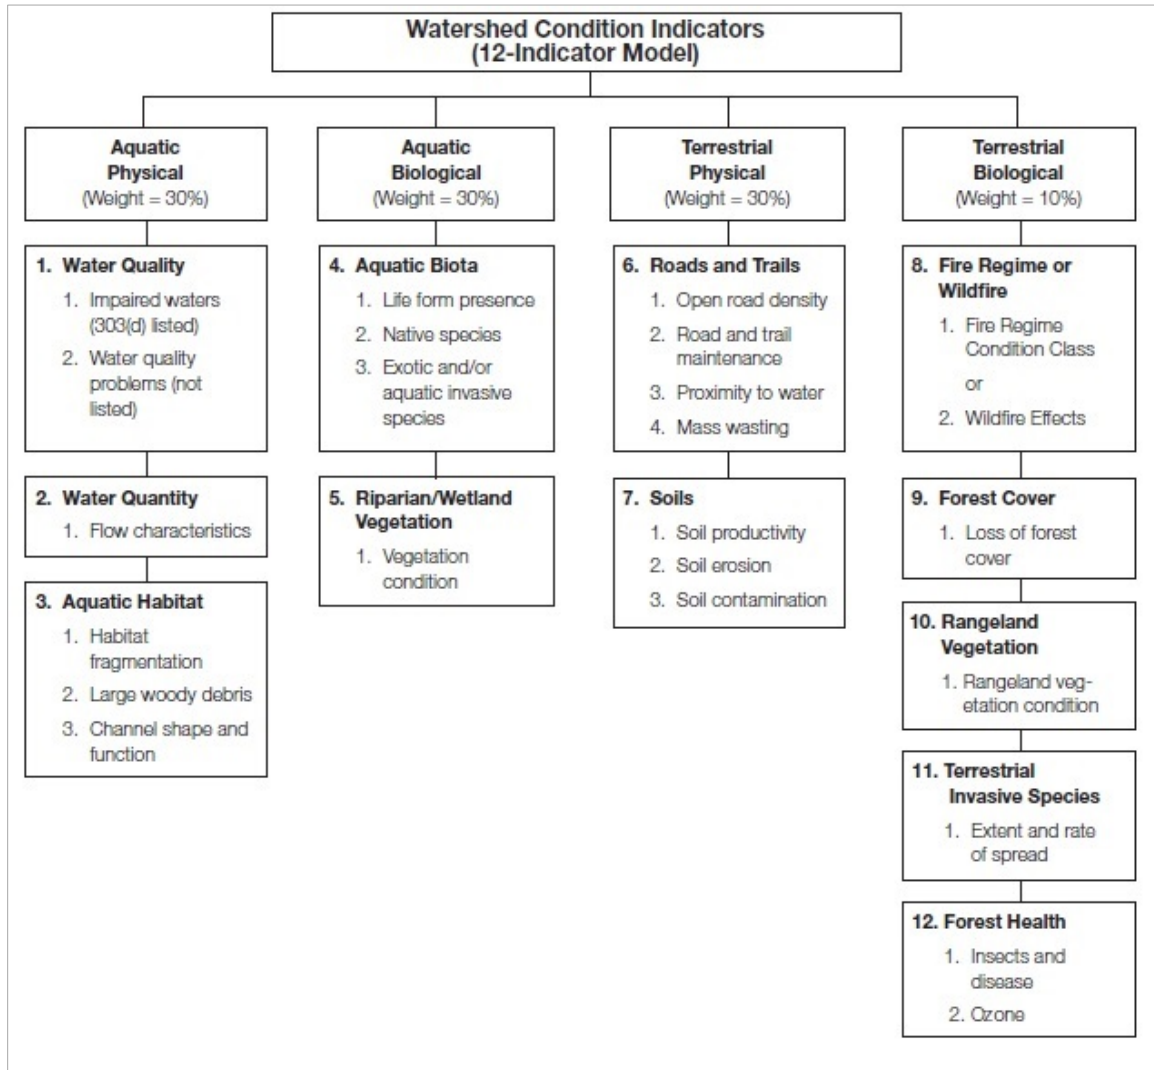 Watershed Condition Indicators
(12-Indicator Model)
Aquatic
Physical
(Weight = 30%)
1. Water Quality
1. Impaired waters
(303(d) listed)
2. Water quality
problems (not
listed)
2. Water Quantity
1. Flow characteristics
3. Aquatic Habitat
1. Habitat
fragmentation
2. Large woody debris
3. Channel shape and
function
Aquatic
Biological
(Weight = 30%)
4. Aquatic Biota
1. Life form presence
2. Native species
3. Exotic and/or
aquatic invasive
species
5. Riparian/Wetland
Vegetation
1. Vegetation
condition
Terrestrial
Physical
(Weight = 30%)
6. Roads and Trails
1. Open road density
2. Road and trail
maintenance
3. Proximity to water
4. Mass wasting
7. Soils
1. Soil productivity
2. Soil erosion
3. Soil contamination
Terrestrial
Biological
(Weight = 10%)
8. Fire Regime or
Wildfire
1. Fire Regime
Condition Class
or
2. Wildfire Effects
9. Forest Cover
1. Loss of forest
cover
10. Rangeland
Vegetation
1. Rangeland veg-
etation condition
11. Terrestrial
Invasive Species
1. Extent and rate
of spread
12. Forest Health
1. Insects and
disease
2. Ozone